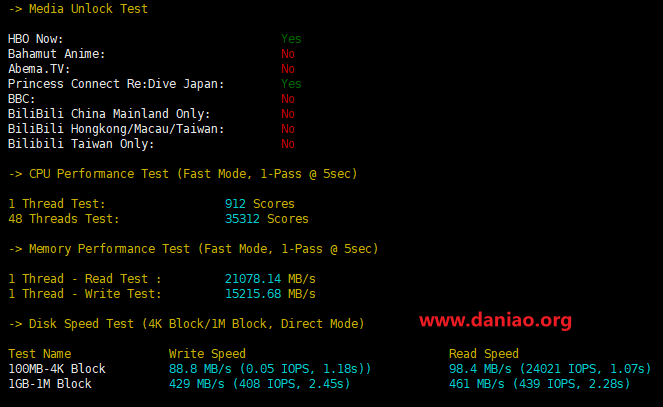 -> Media Unlock Test
HBO Now: Yes
Bahamut Anime: No
Abema.TV: No
Princess Connect Re:Dive Japan: Yes
BBC: No
BiliBili China Mainland Only: No
BiliBili Hongkong/Macau/Taiwan: No
Bilibili Taiwan Only: No
-> CPU Performance Test (Fast Mode, 1-Pass @ 5sec)
1 Thread Test: 912 Scores
48 Threads Test: 35312 Scores
-> Memory Performance Test (Fast Mode, 1-Pass @ 5sec)
1 Thread - Read Test : 21078.14 MB/s
1 Thread - Write Test: 15215.68 MB/s
-> Disk Speed Test (4K Block/1M Block, Direct Mode) www.daniao.org
Test Name Write Speed Read Speed
100MB-4K Block 88.8 MB/s (0.05 IOPS, 1.18s)) 98.4 MB/s (24021 IOPS, 1.07s)
1GB-1M Block 429 MB/s (408 IOPS, 2.45s) 461 MB/s (439 IOPS, 2.28s)